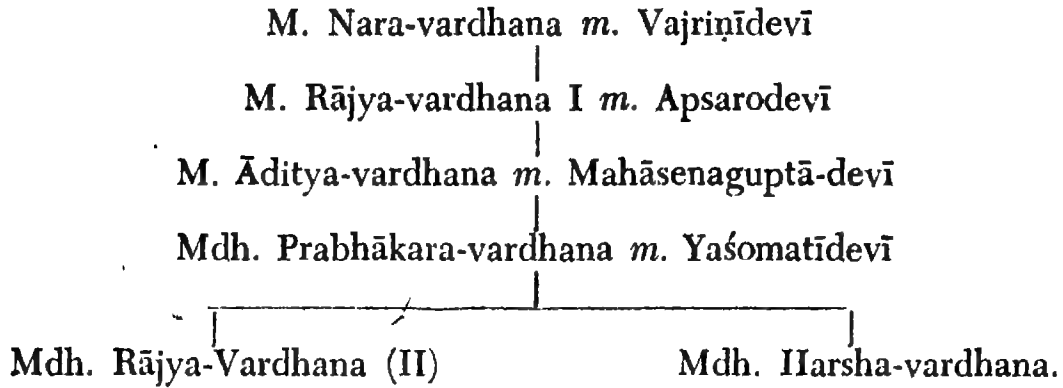 M. Nara-vardhana m. Vajriṇīdevī
M. Rājya-vardhana I m. Apsarodevī
M. Āditya-vardhana m. Mahāsenaguptā-devī
Mdh. Prabhākara-vardhana m. Yaśomatīdevī
Mdh. Rājya-Vardhana (II) Mdh. Harsha-vardhana.